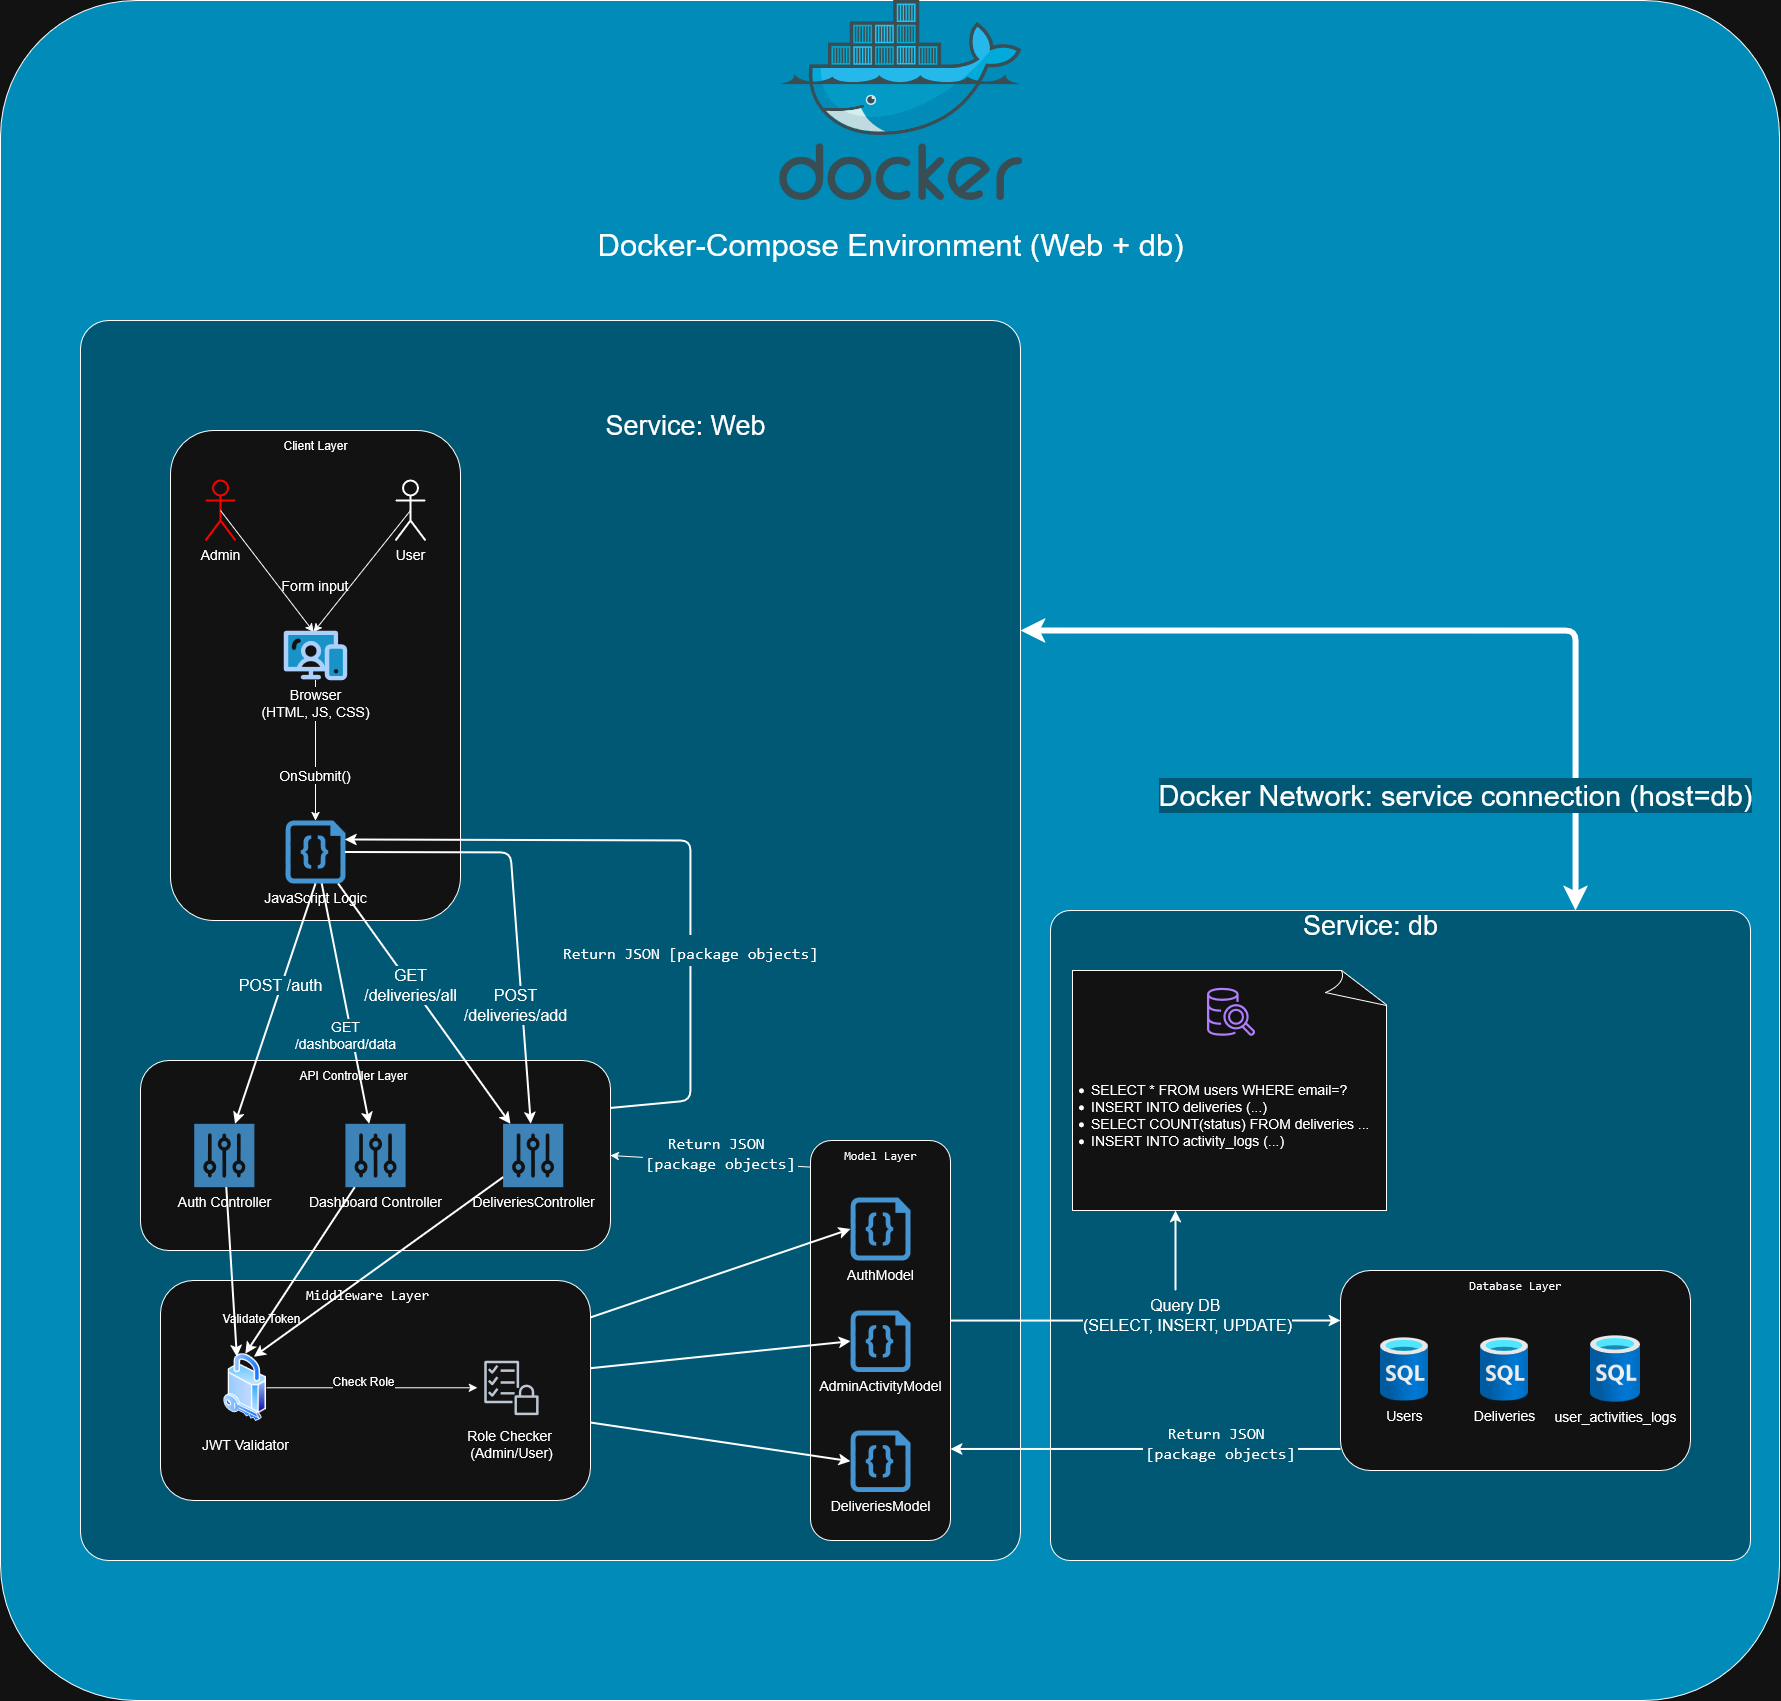 docker
Docker-Compose Environment (Web + db)
Service: Web
Client Layer
Admin
User
Form input
Browser
(HTML, JS, CSS)
OnSubmit()
JavaScript Logic
POST /auth
GET
/dashboard/data
GET
/deliveries/all
POST
/deliveries/add
Return JSON [package objects]
API Controller Layer
Auth Controller
Dashboard Controller
DeliveriesController
Return JSON
[package objects]
Middleware Layer
Validate Token
JWT Validator
Check Role
Role Checker
(Admin/User)
Model Layer
AuthModel
AdminActivityModel
DeliveriesModel
Docker Network: service connection (host=db)
Service: db
• SELECT * FROM users WHERE email=?
• INSERT INTO deliveries (...)
• SELECT COUNT(status) FROM deliveries ...
• INSERT INTO activity_logs (...)
Query DB
(SELECT, INSERT, UPDATE)
Database Layer
SQL
SQL
SQL
Users
Deliveries
user_activities_logs
Return JSON
[package objects]